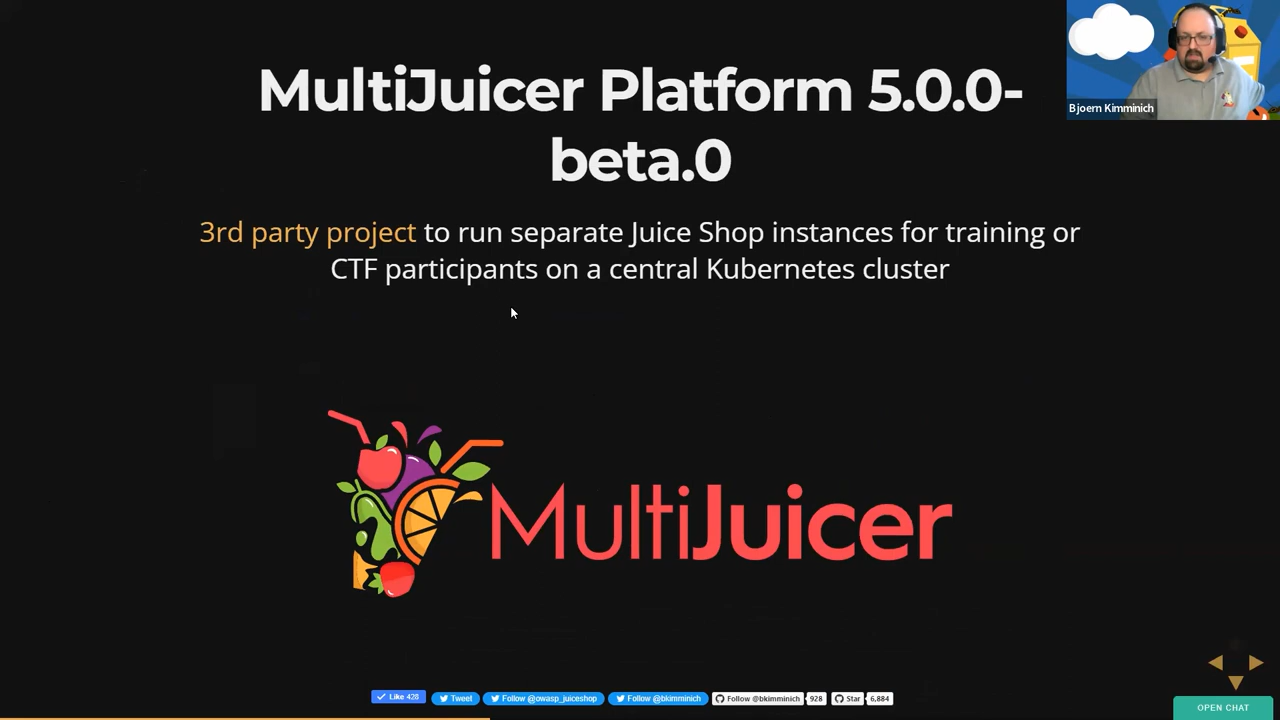 MultiJuicer Platform 5.0.0-
beta.0
Bjoern Kimminich
3rd party project to run separate Juice Shop instances for training or
CTF participants on a central Kubernetes cluster
MultiJuicer
Like 428
Tweet
Follow @owasp_juiceshop
Follow @bkimminich
Follow @bkimminich 928
Star 6,884
OPEN CHAT